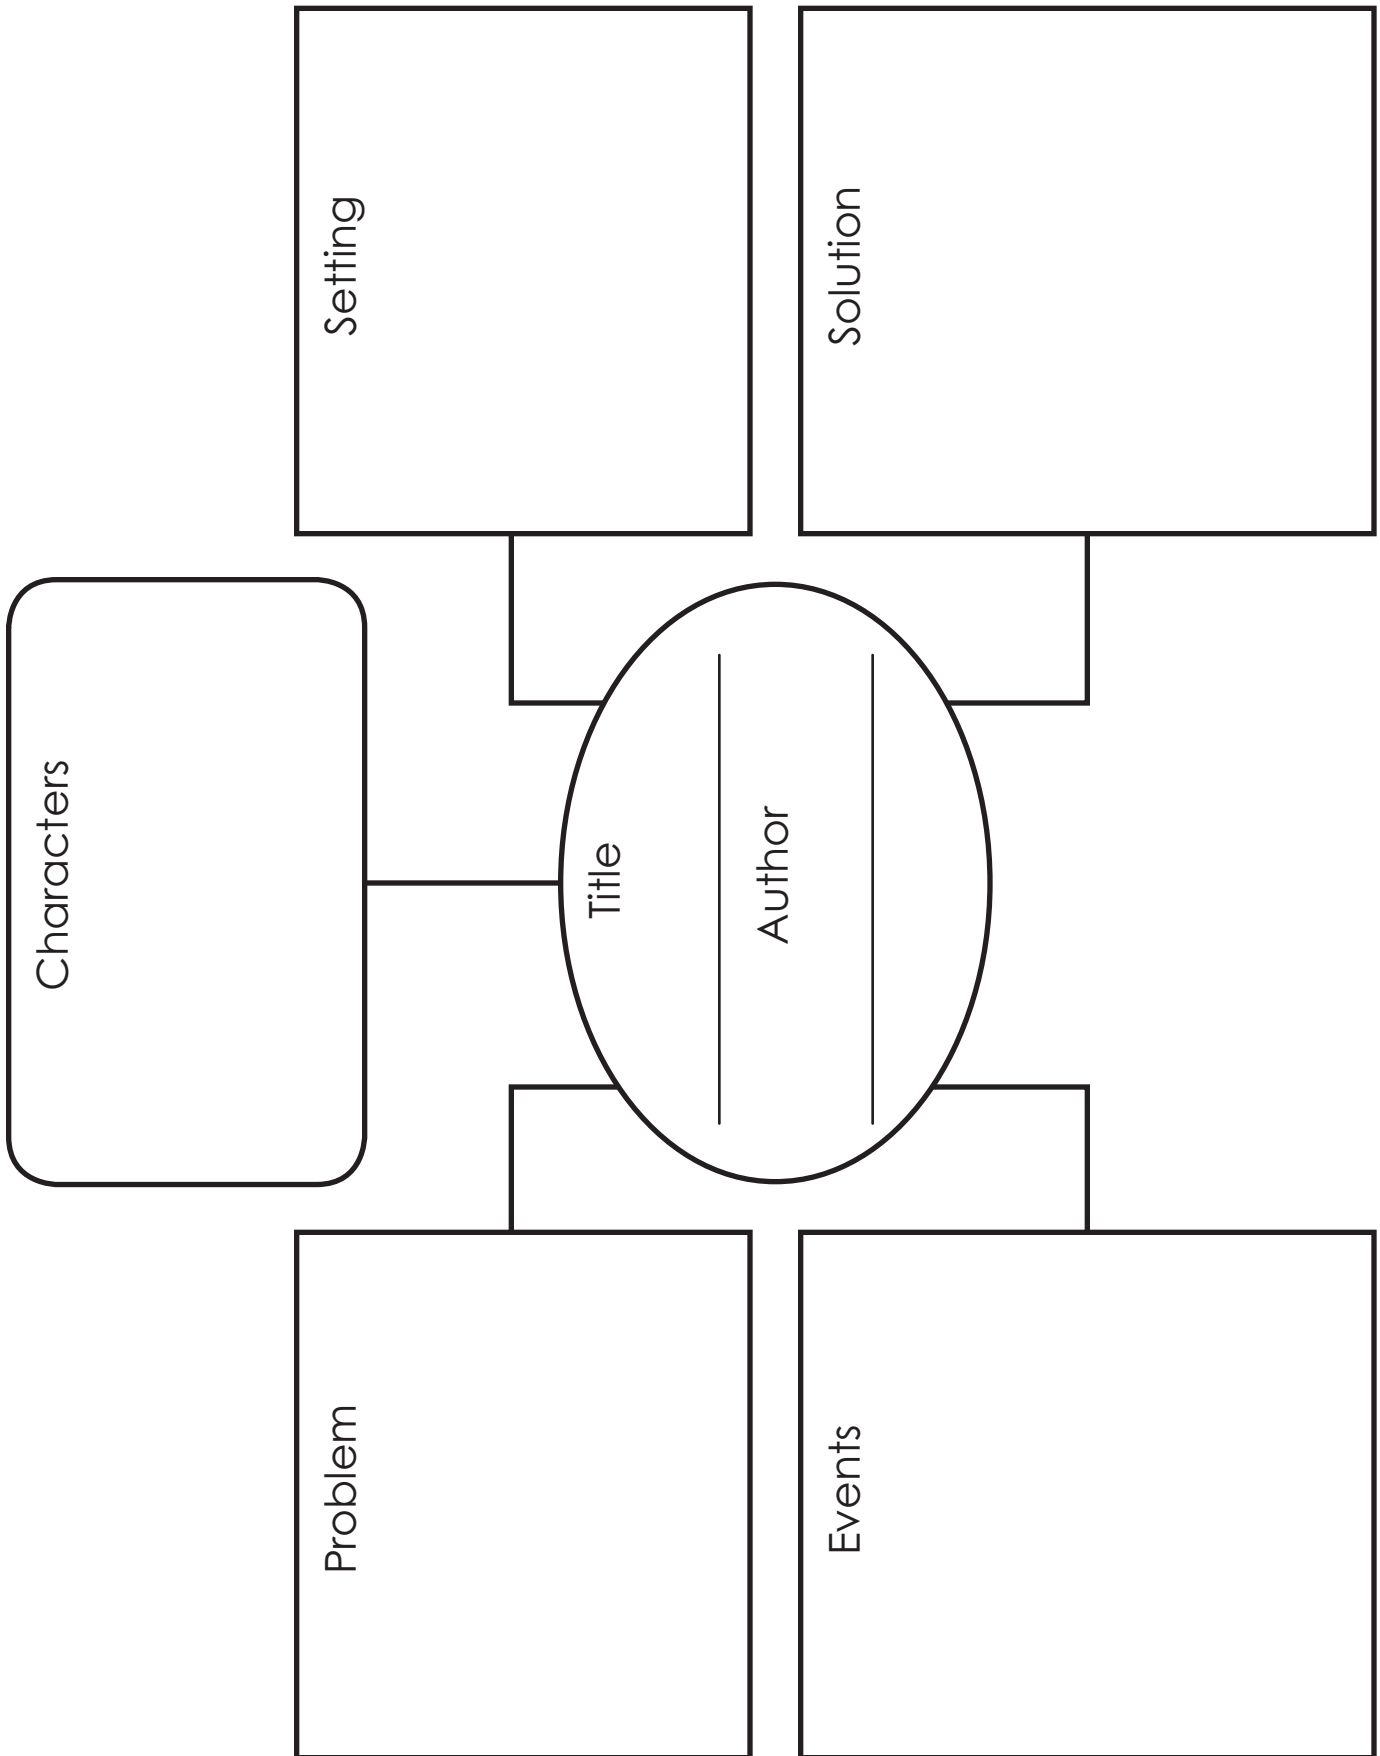 Characters
Problem
Setting
Title
Author
Events
Solution